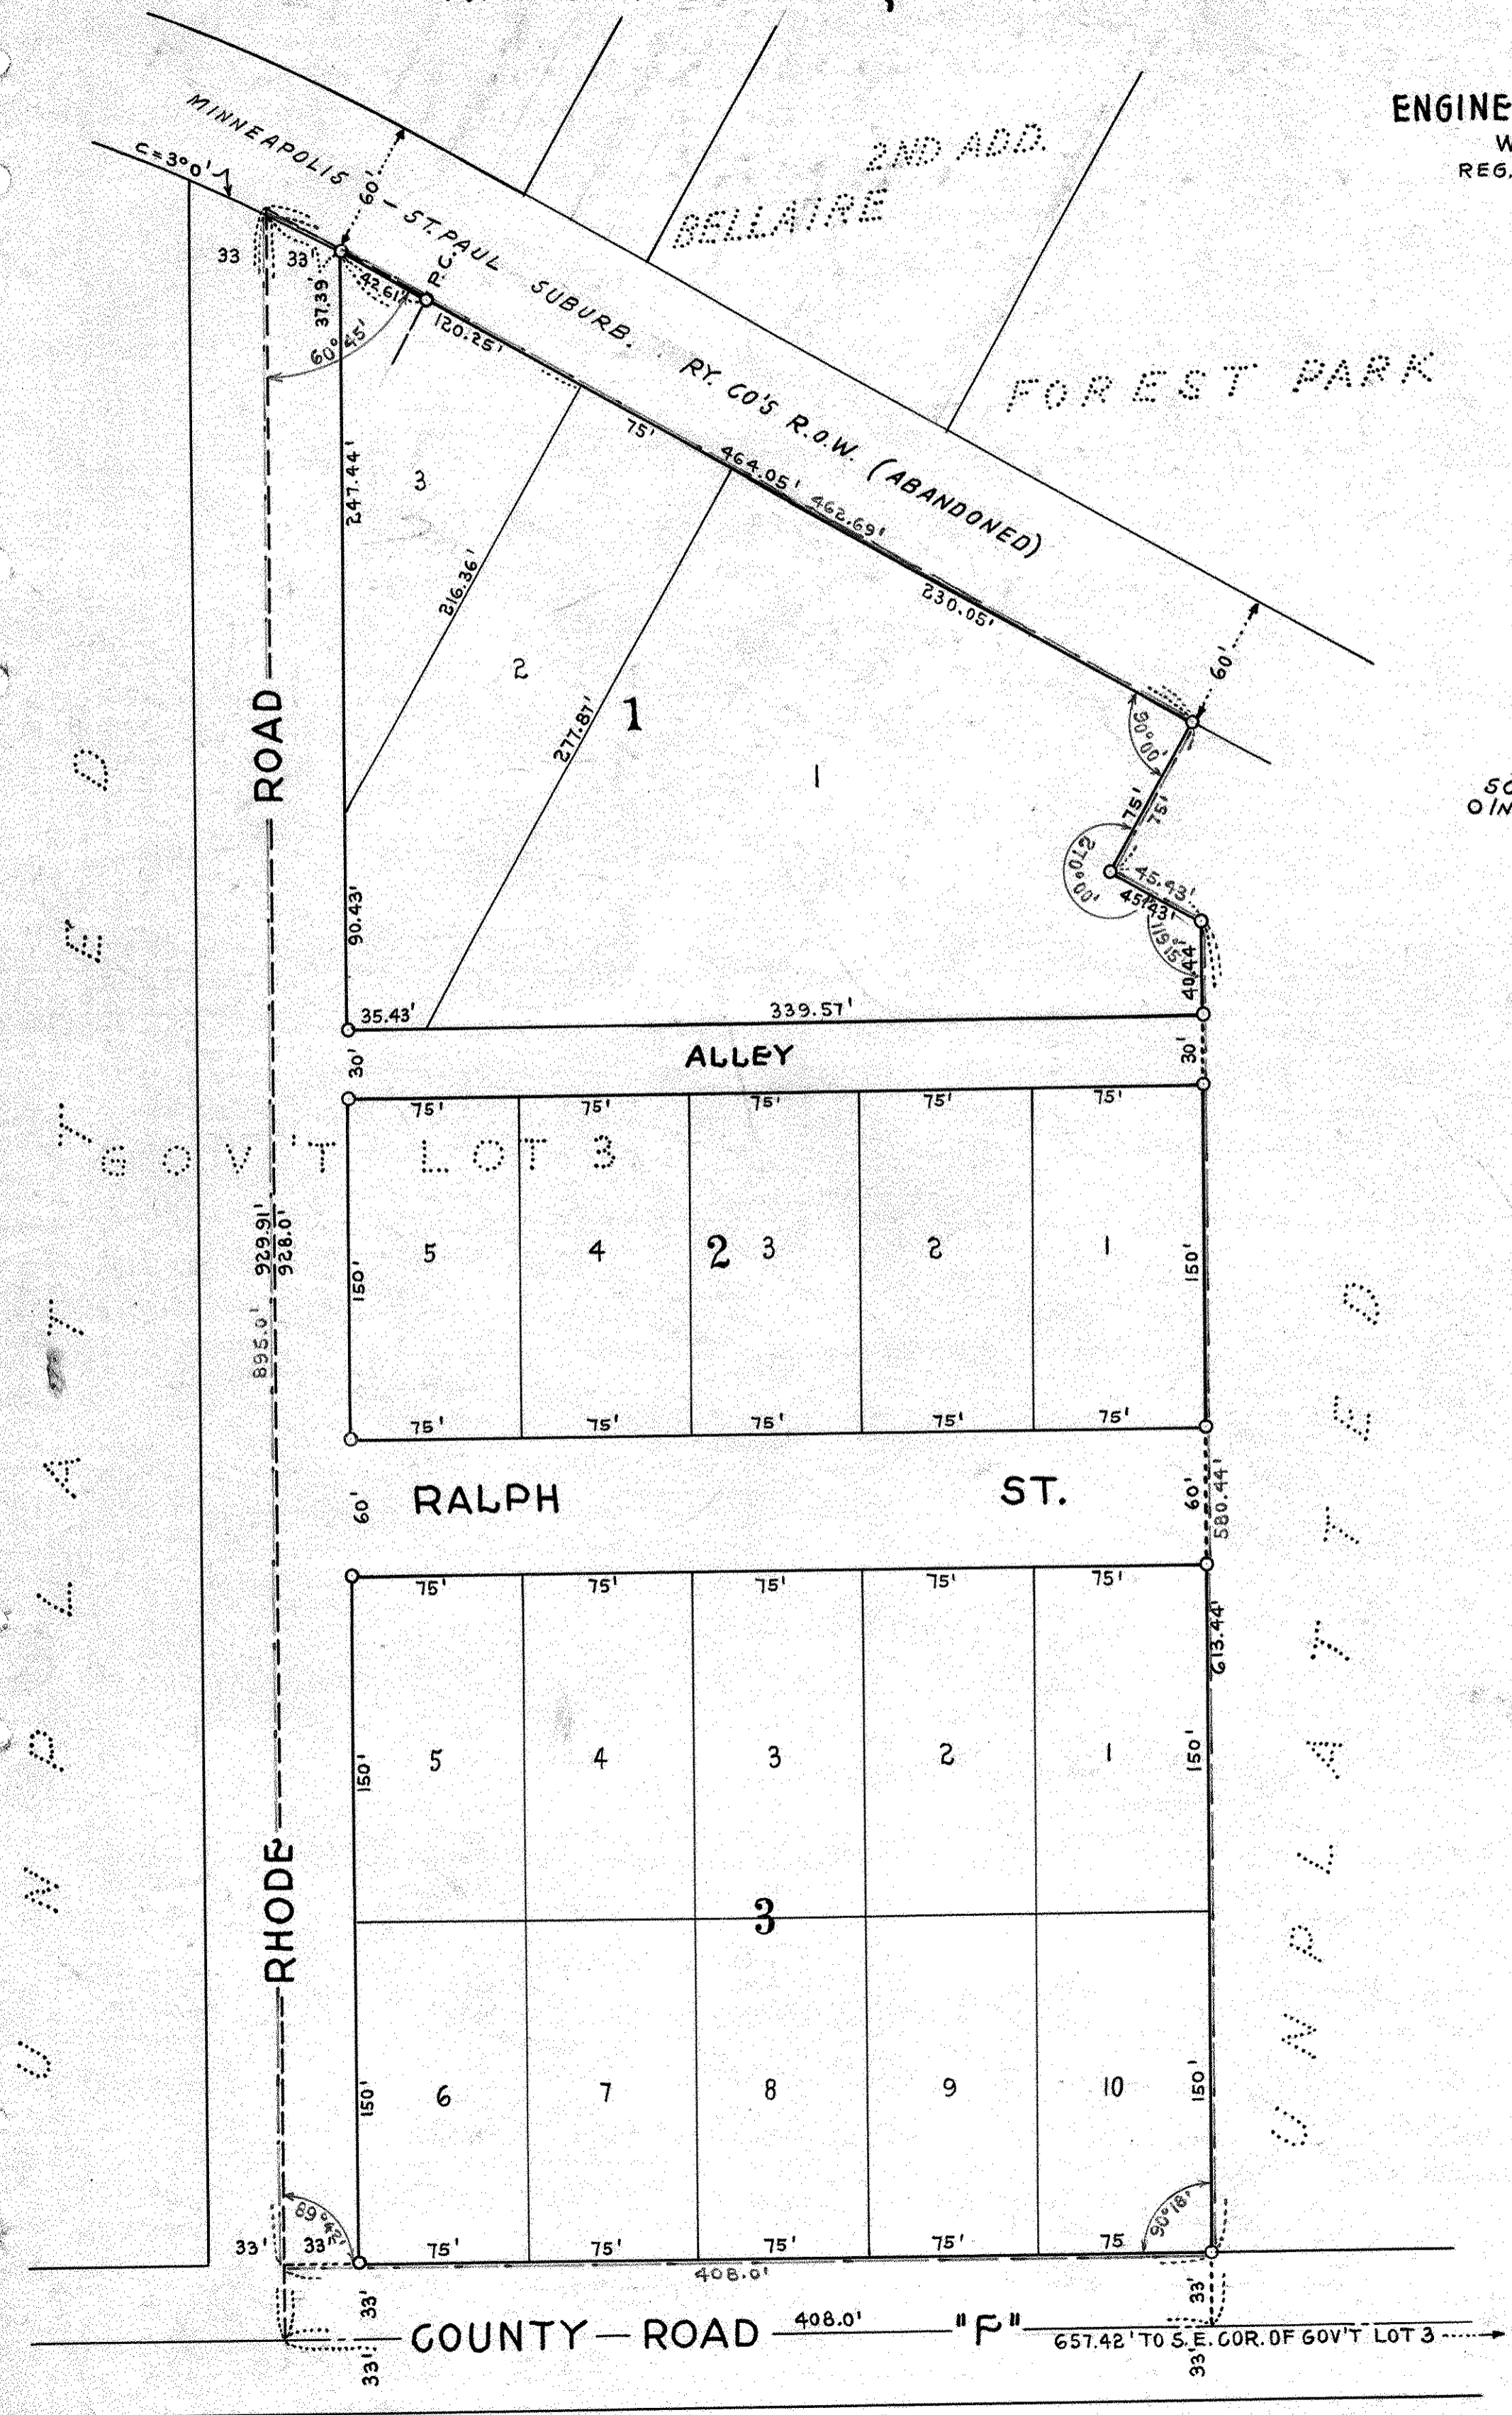 ENGINE
W
REG.
2ND ADD.
BELLAIRE
FOREST PARK
MINNEAPOLIS - ST. PAUL SUBURB. RY. CO'S R.O.W. (ABANDONED)
C=3°0'
60'
33
33'
37.39
42.61'
P.C.
120.25'
60°45'
75'
464.05'
462.69'
230.05'
60'
3
247.44'
216.36'
2
277.87'
1
1
90°00'
75'
75'
270°00'
45.43'
45.43'
119°15'
40.44'
SC
O IN
90.43'
35.43'
339.57'
30'
ALLEY
30'
75' 75' 75' 75' 75'
GOV'T LOT 3
929.91'
928.0'
895.0'
150'
5 4 2 3 2 1
150'
75' 75' 75' 75' 75'
60'
RALPH ST.
60'
580.44'
75' 75' 75' 75' 75'
613.44'
150'
5 4 3 2 1
150'
3
150'
6 7 8 9 10
150'
RHODE ROAD
UNPLATTED
UNPLATTED
89°42'
90°18'
33'
33'
75' 75' 75' 75' 75
408.0'
33'
33'
COUNTY ROAD 408.0' "F"
657.42' TO S.E. COR. OF GOV'T LOT 3
33'
33'